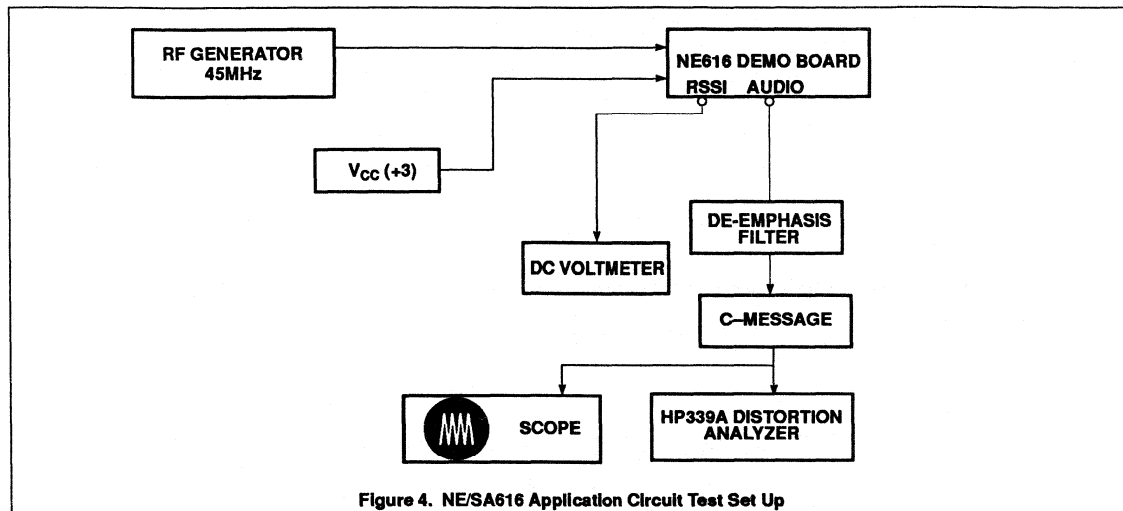 RF GENERATOR
45MHz
NE616 DEMO BOARD
RSSI AUDIO
VCC (+3)
DE-EMPHASIS
FILTER
DC VOLTMETER
C–MESSAGE
SCOPE
HP339A DISTORTION
ANALYZER
Figure 4. NE/SA616 Application Circuit Test Set Up